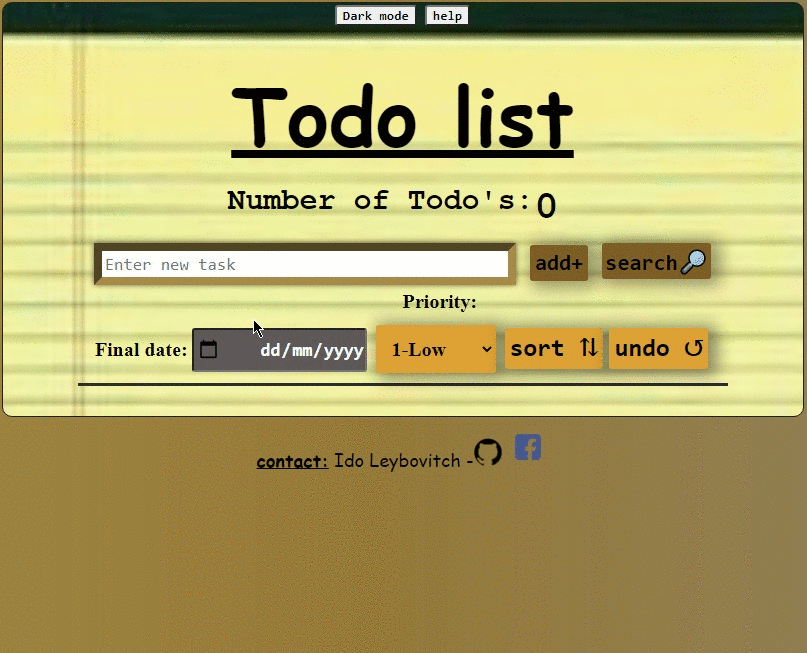 Dark mode help
Todo list
Number of Todo's:0
Enter new task add+ search
Priority:
Final date: dd/mm/yyyy 1-Low sort ⇅ undo ↺
contact: Ido Leybovitch -